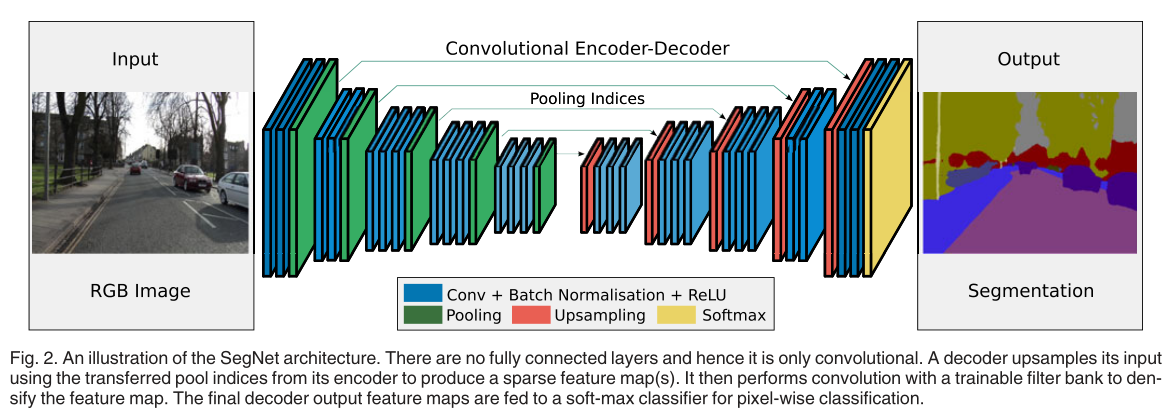 Input
Convolutional Encoder-Decoder
Output
Pooling Indices
RGB Image
Segmentation
Conv + Batch Normalisation + ReLU
Pooling
Upsampling
Softmax
Fig. 2. An illustration of the SegNet architecture. There are no fully connected layers and hence it is only convolutional. A decoder upsamples its input
using the transferred pool indices from its encoder to produce a sparse feature map(s). It then performs convolution with a trainable filter bank to den-
sify the feature map. The final decoder output feature maps are fed to a soft-max classifier for pixel-wise classification.